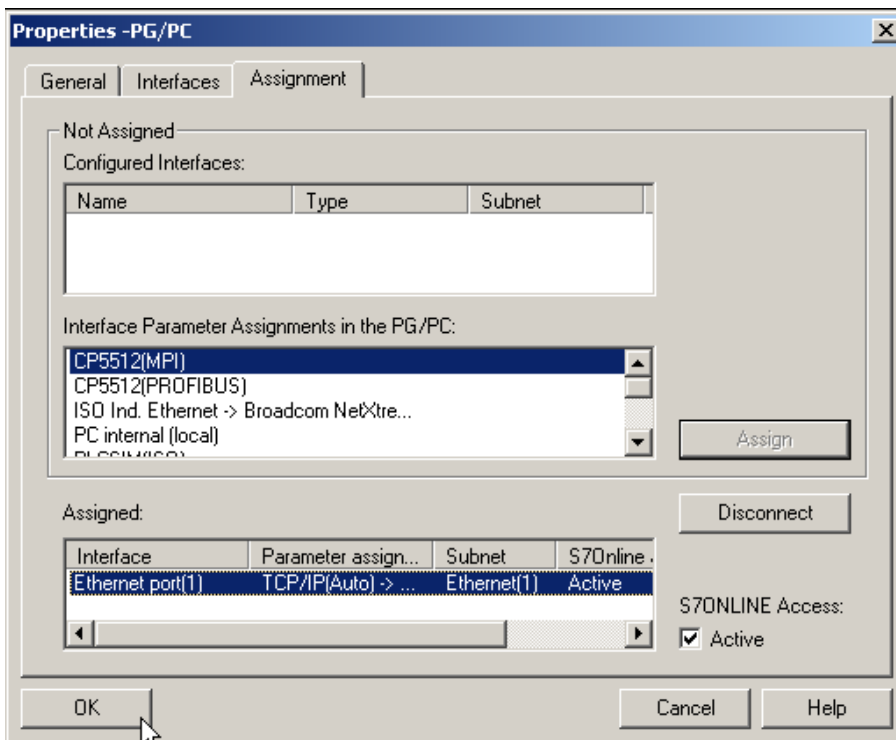 Properties -PG/PC
General Interfaces Assignment
Not Assigned
Configured Interfaces:
Name Type Subnet
Interface Parameter Assignments in the PG/PC:
CP5512(MPI)
CP5512(PROFIBUS)
ISO Ind. Ethernet -> Broadcom NetXtre...
PC internal (local)
Assign
Assigned:
Disconnect
Interface Parameter assign... Subnet S7Online
Ethernet port(1) TCP/IP(Auto) -> ... Ethernet(1) Active
S7ONLINE Access:
Active
OK Cancel Help